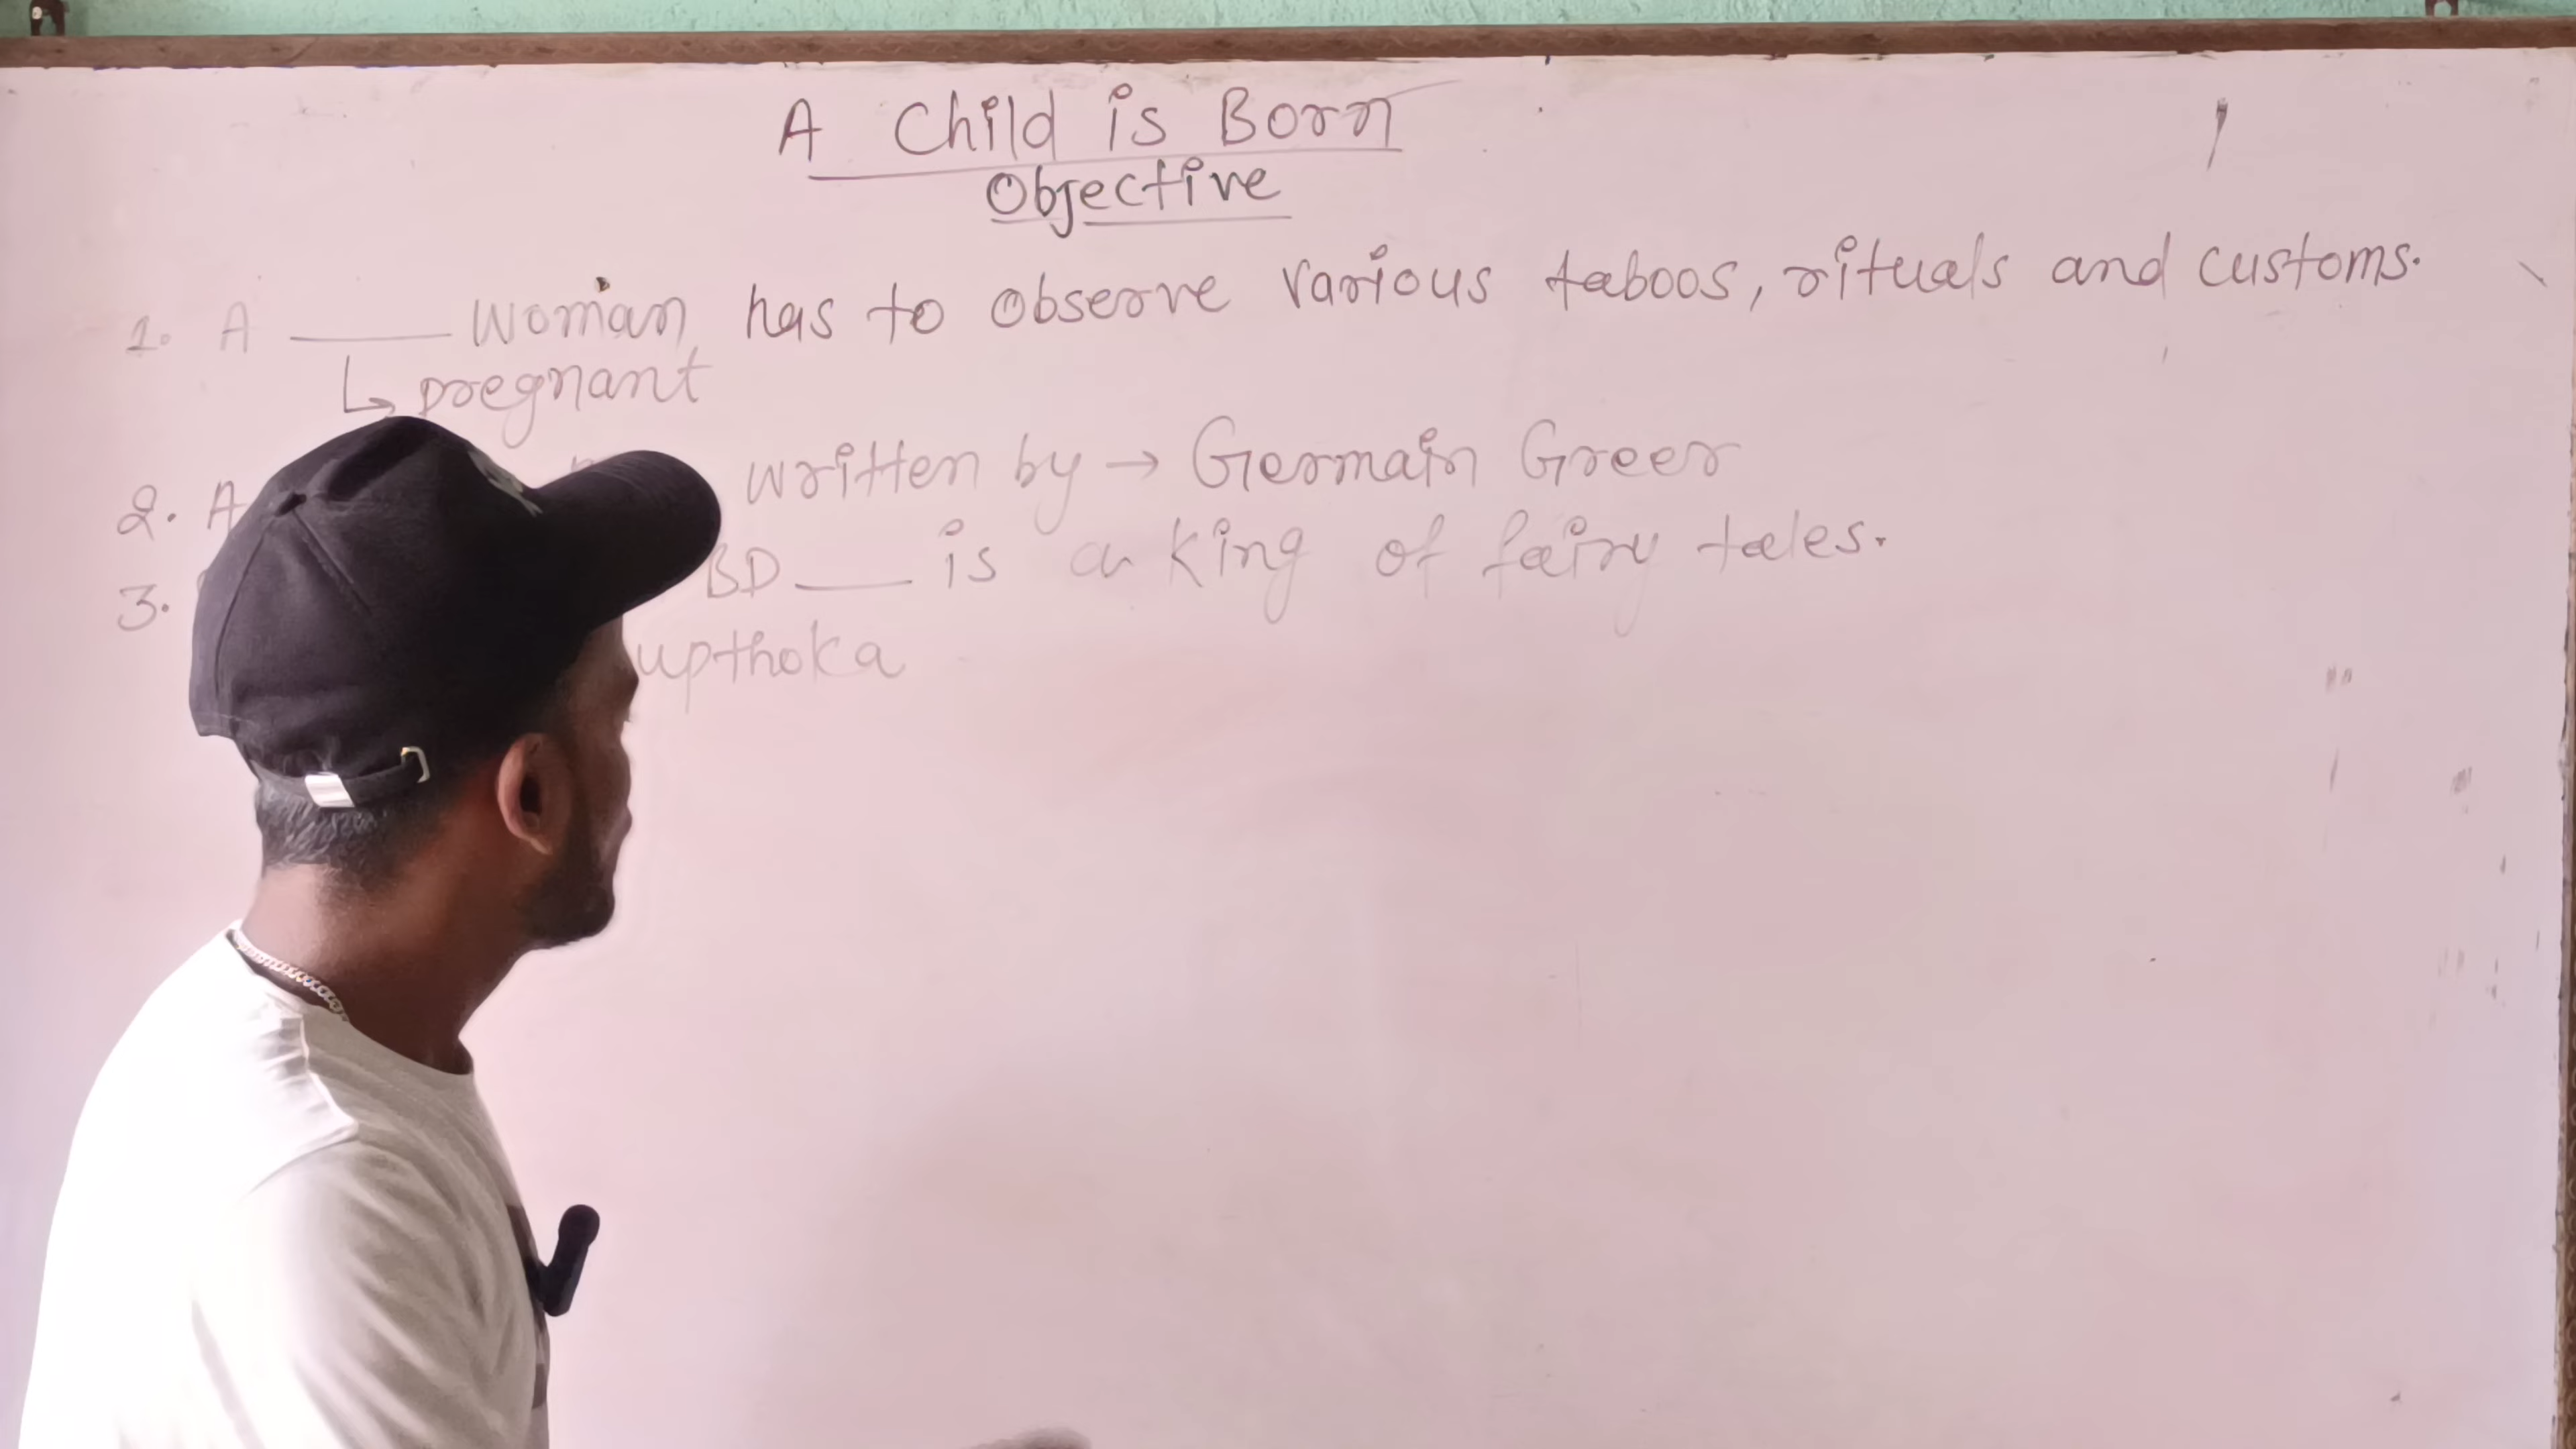 A Child is Born
Objective
1. A ____ woman has to observe various taboos, rituals and customs.
↳ pregnant
2. A written by → Germain Greer
3. BD ___ is a king of fairy tales.
upthoka